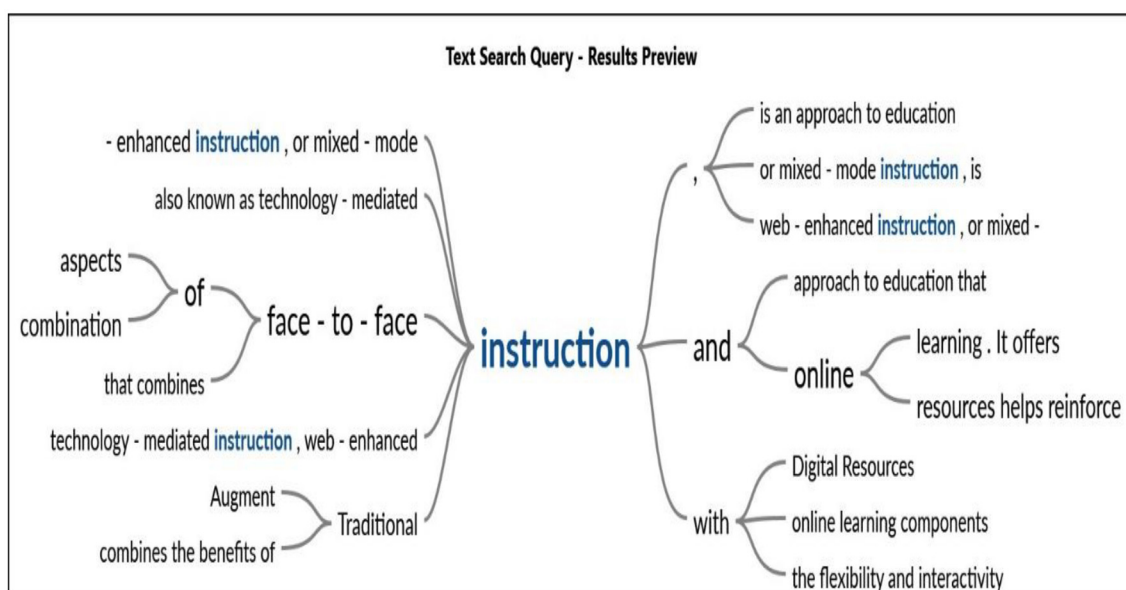 Text Search Query - Results Preview
- enhanced instruction , or mixed - mode
also known as technology - mediated
aspects
combination
of
that combines
face - to - face
technology - mediated instruction , web - enhanced
Augment
combines the benefits of
Traditional
instruction
,
is an approach to education
or mixed - mode instruction , is
web - enhanced instruction , or mixed -
and
approach to education that
online
learning . It offers
resources helps reinforce
with
Digital Resources
online learning components
the flexibility and interactivity